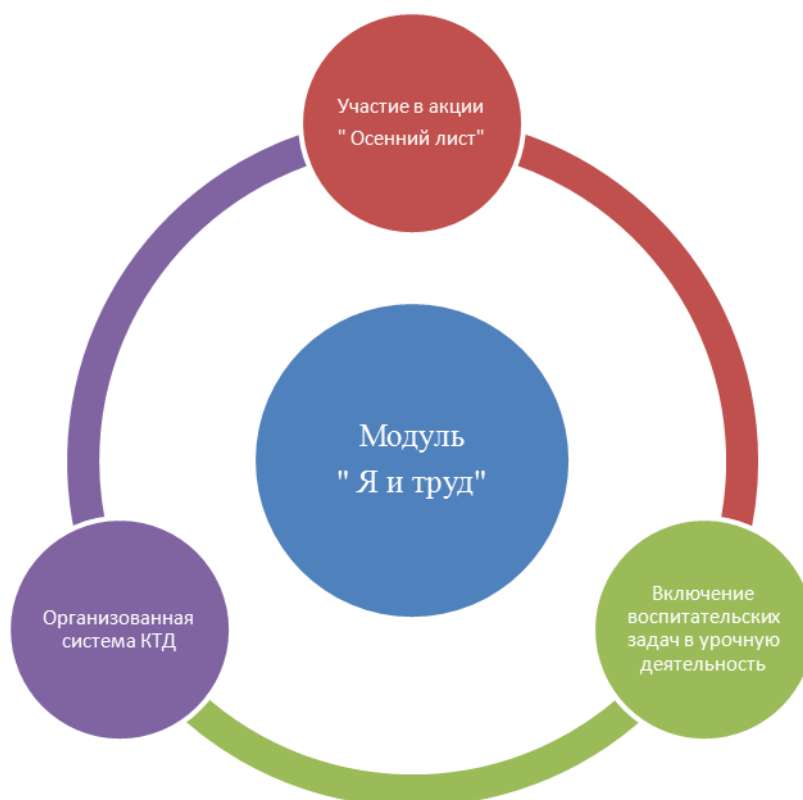 Участие в акции
" Осенний лист"
Модуль
" Я и труд"
Организованная
система КТД
Включение
воспитательских
задач в урочную
деятельность